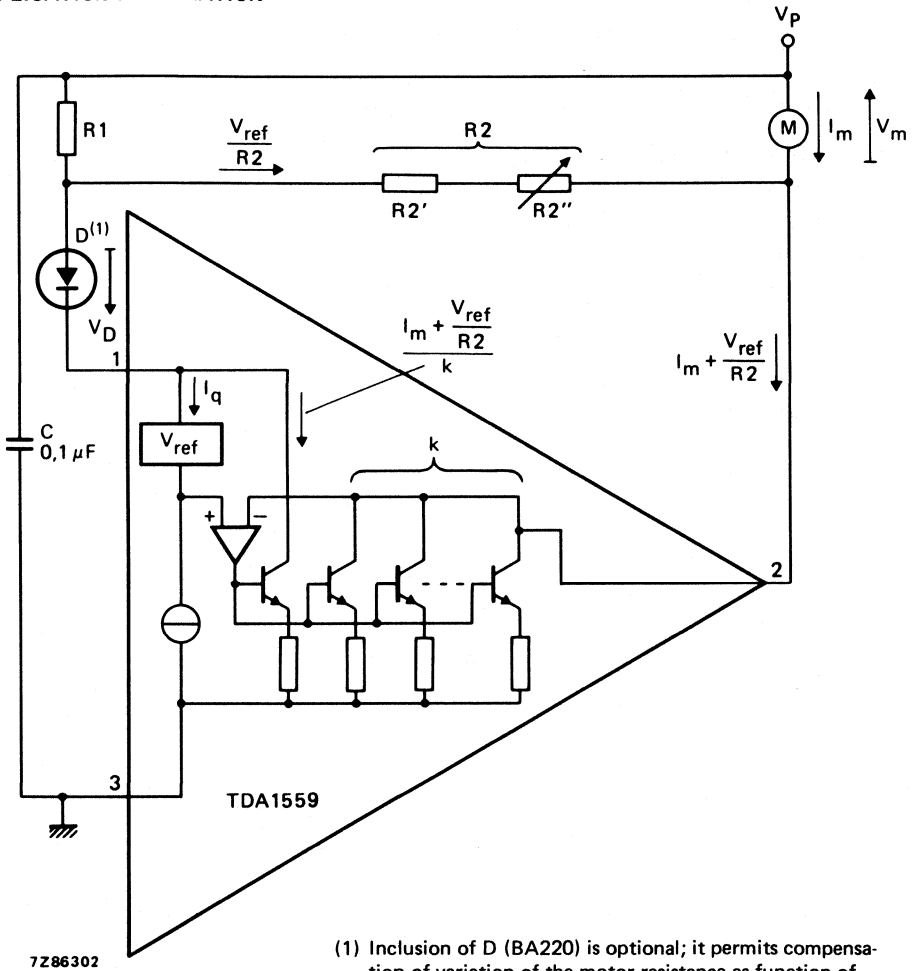 V_P
R1
V_ref
R2
R2
R2'
R2''
M
I_m
V_m
D(1)
V_D
1
I_q
I_m + V_ref
R2
k
I_m + V_ref
R2
C
0,1 µF
V_ref
k
+
−
2
3
TDA1559
7Z86302
(1) Inclusion of D (BA220) is optional; it permits compensa-
tion of variation of the motor resistance as function of